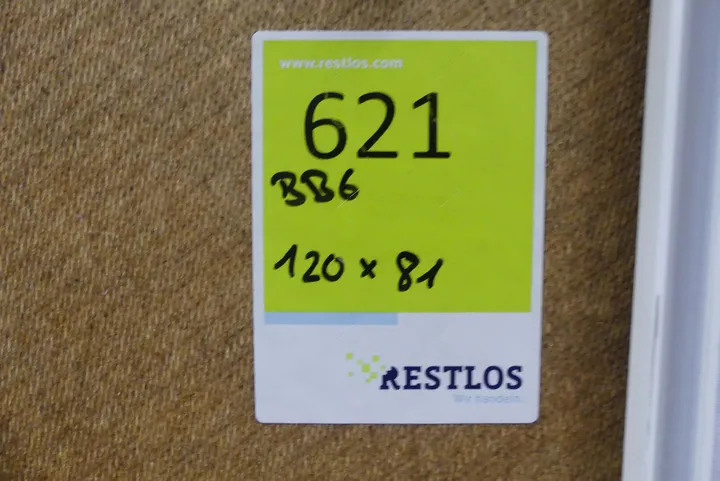 www.restlos.com
621
BB6
120 x 81
RESTLOS
Wir handeln.